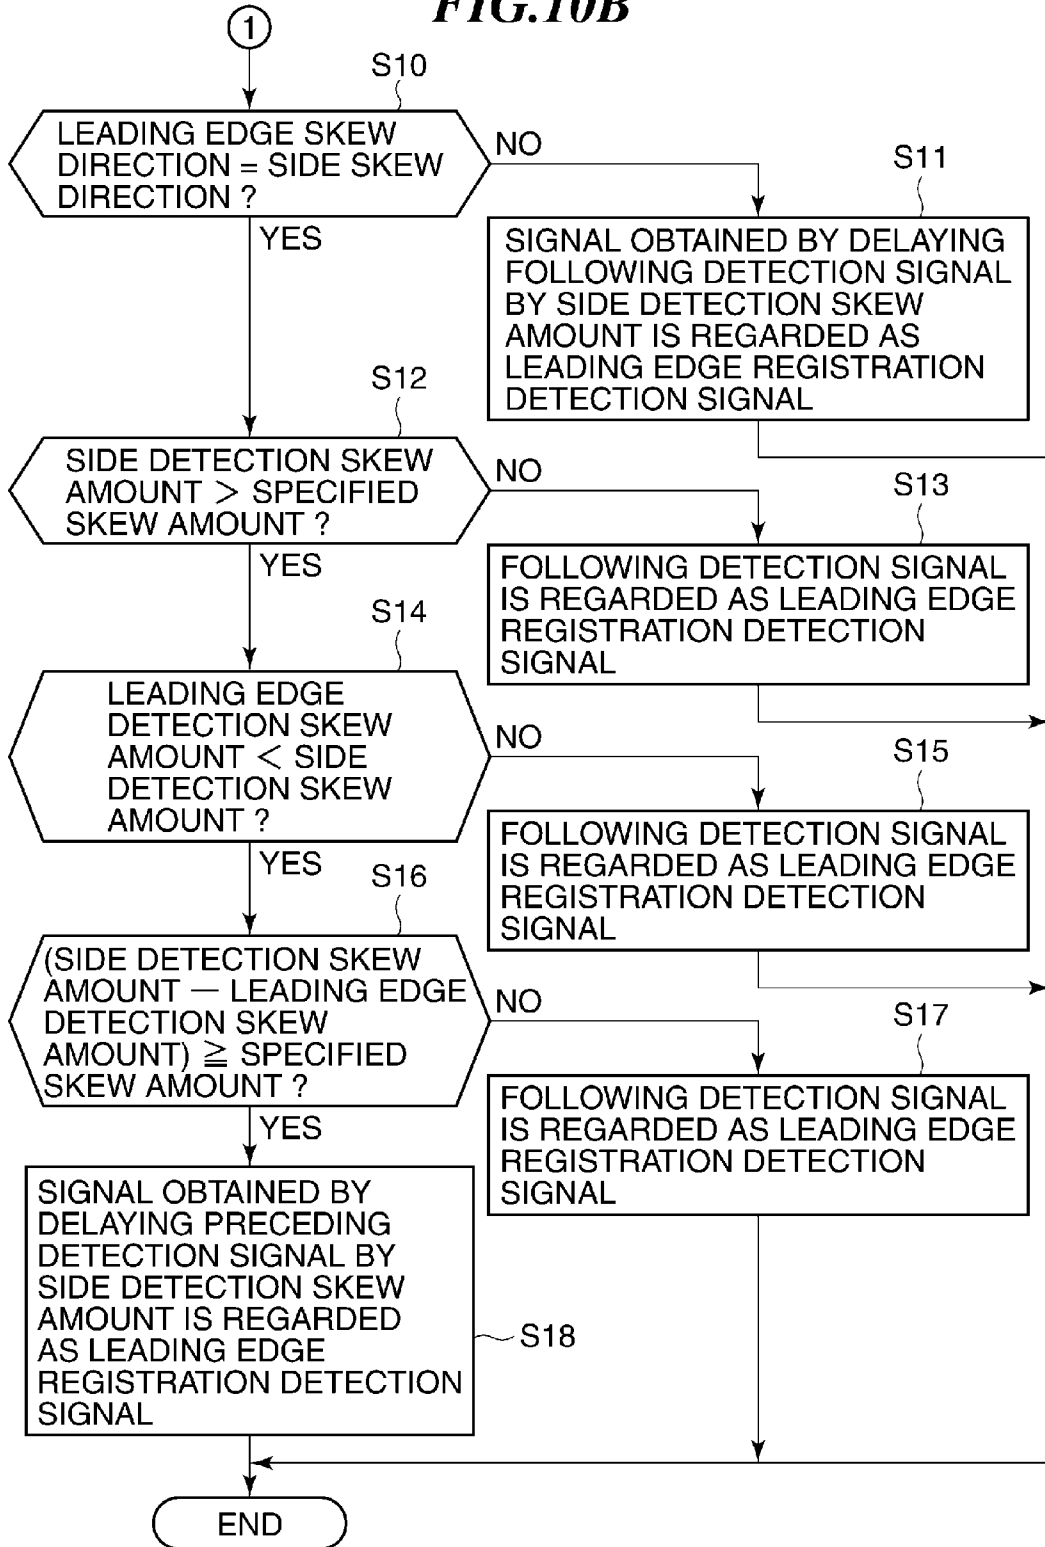 FIG.10B
1
S10
LEADING EDGE SKEW
DIRECTION = SIDE SKEW
DIRECTION ?
NO
YES
S11
SIGNAL OBTAINED BY DELAYING
FOLLOWING DETECTION SIGNAL
BY SIDE DETECTION SKEW
AMOUNT IS REGARDED AS
LEADING EDGE REGISTRATION
DETECTION SIGNAL
S12
SIDE DETECTION SKEW
AMOUNT > SPECIFIED
SKEW AMOUNT ?
NO
YES
S13
FOLLOWING DETECTION SIGNAL
IS REGARDED AS LEADING EDGE
REGISTRATION DETECTION
SIGNAL
S14
LEADING EDGE
DETECTION SKEW
AMOUNT < SIDE
DETECTION SKEW
AMOUNT ?
NO
YES
S15
FOLLOWING DETECTION SIGNAL
IS REGARDED AS LEADING EDGE
REGISTRATION DETECTION
SIGNAL
S16
(SIDE DETECTION SKEW
AMOUNT — LEADING EDGE
DETECTION SKEW
AMOUNT) ≧ SPECIFIED
SKEW AMOUNT ?
NO
YES
S17
FOLLOWING DETECTION SIGNAL
IS REGARDED AS LEADING EDGE
REGISTRATION DETECTION
SIGNAL
SIGNAL OBTAINED BY
DELAYING PRECEDING
DETECTION SIGNAL BY
SIDE DETECTION SKEW
AMOUNT IS REGARDED
AS LEADING EDGE
REGISTRATION DETECTION
SIGNAL
S18
END